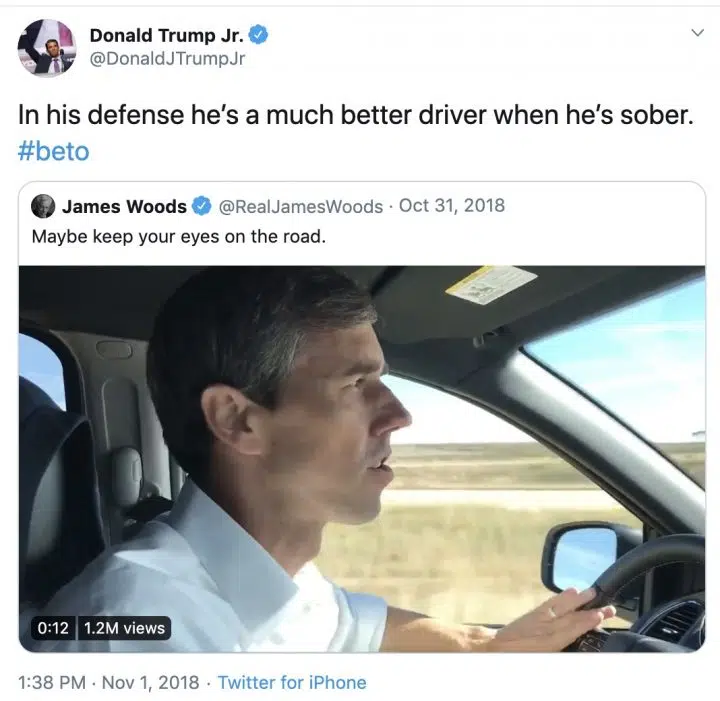 Donald Trump Jr.
@DonaldJTrumpJr
In his defense he’s a much better driver when he’s sober.
#beto
James Woods @RealJamesWoods · Oct 31, 2018
Maybe keep your eyes on the road.
0:12 1.2M views
1:38 PM · Nov 1, 2018 · Twitter for iPhone